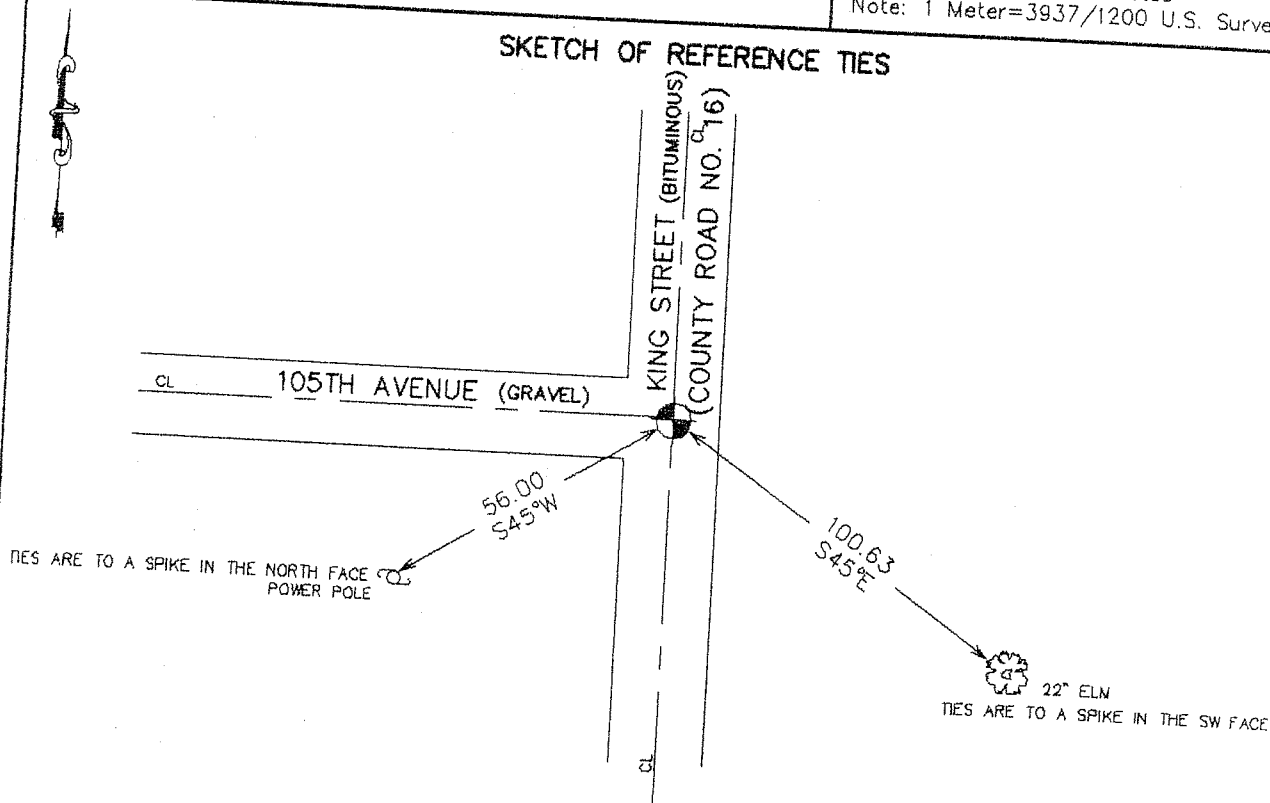 Note: 1 Meter=3937/1200 U.S. Surve
SKETCH OF REFERENCE TIES
KING STREET (BITUMINOUS)
(COUNTY ROAD NO. 16)
CL
CL
105TH AVENUE (GRAVEL)
56.00
S45°W
100.63
S45°E
TIES ARE TO A SPIKE IN THE NORTH FACE
POWER POLE
22" ELM
TIES ARE TO A SPIKE IN THE SW FACE
CL